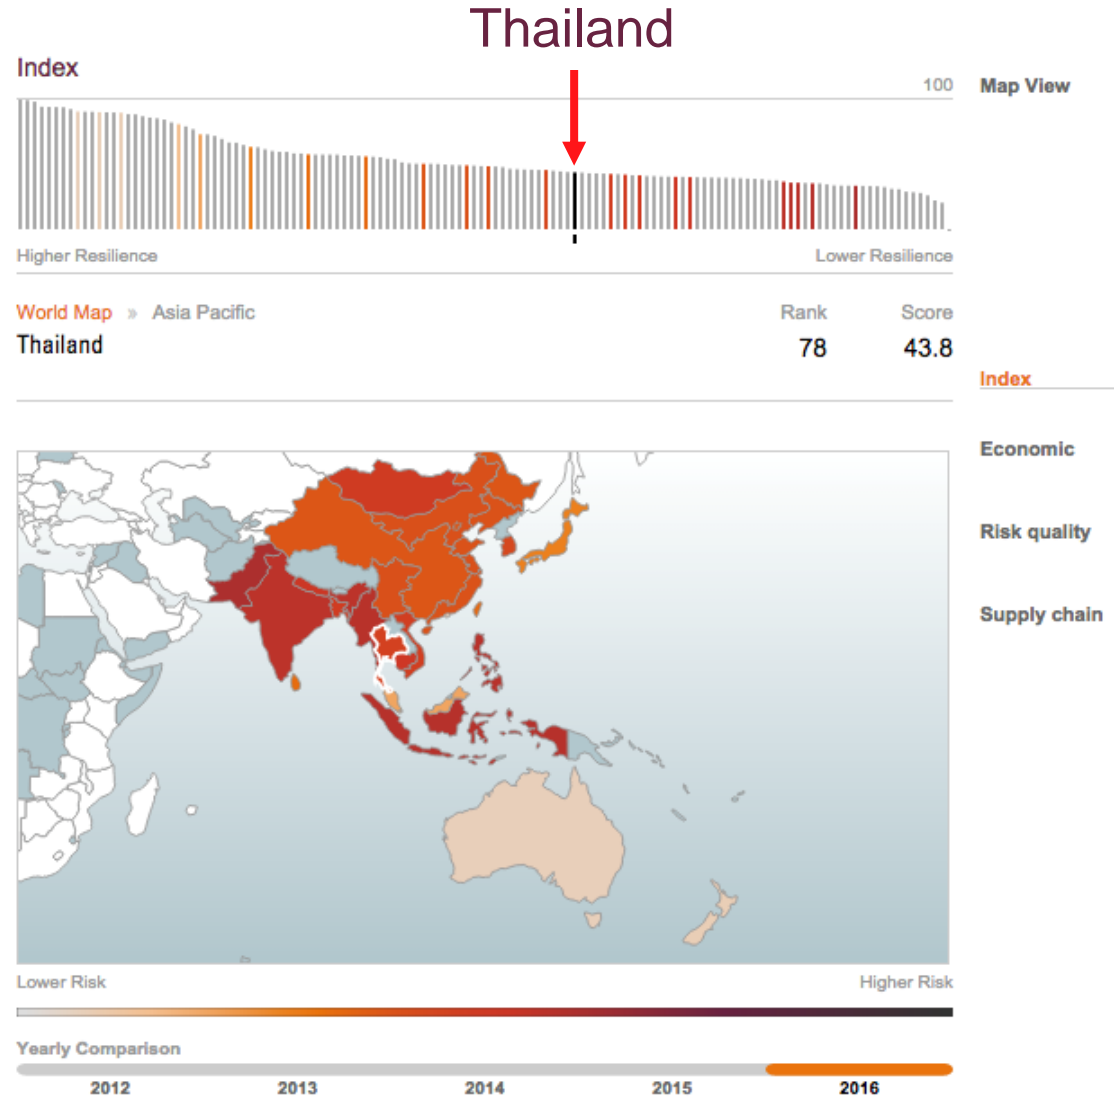 Thailand
Index
100
Map View
Higher Resilience
Lower Resilience
World Map » Asia Pacific
Rank
Score
Thailand
78
43.8
Index
Economic
Risk quality
Supply chain
Lower Risk
Higher Risk
Yearly Comparison
2012
2013
2014
2015
2016